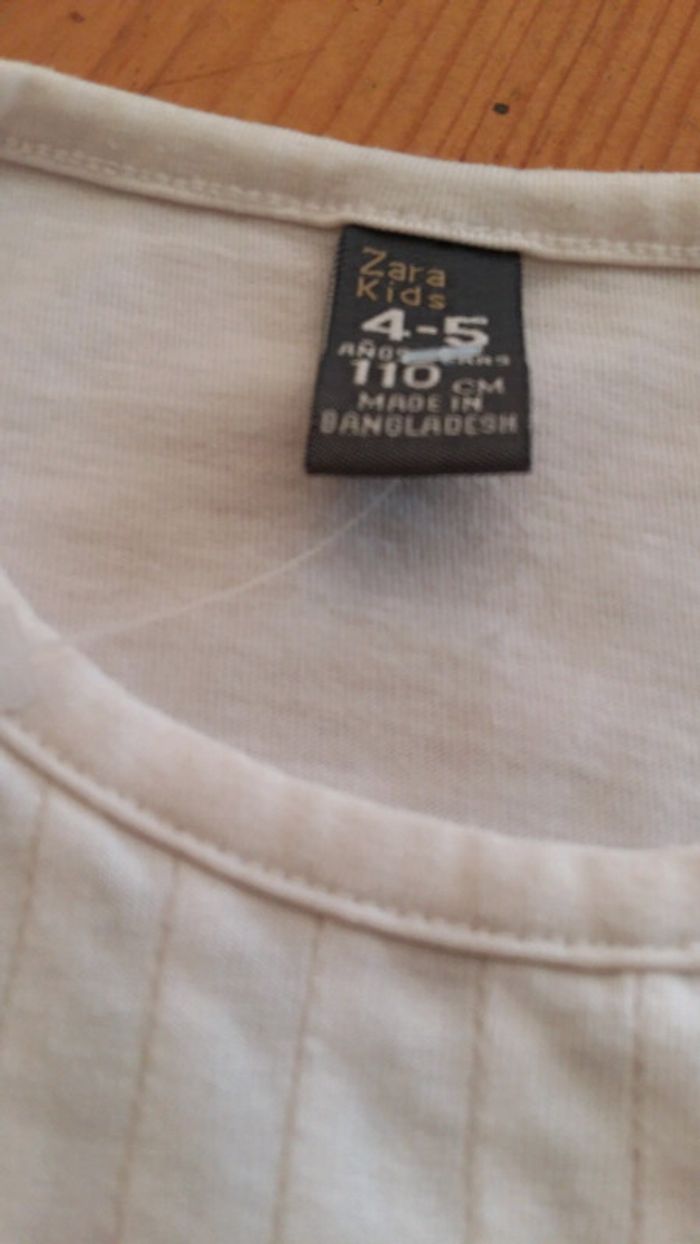 Zara
Kids
4-5
AÑOS
110 CM
MADE IN
BANGLADESH